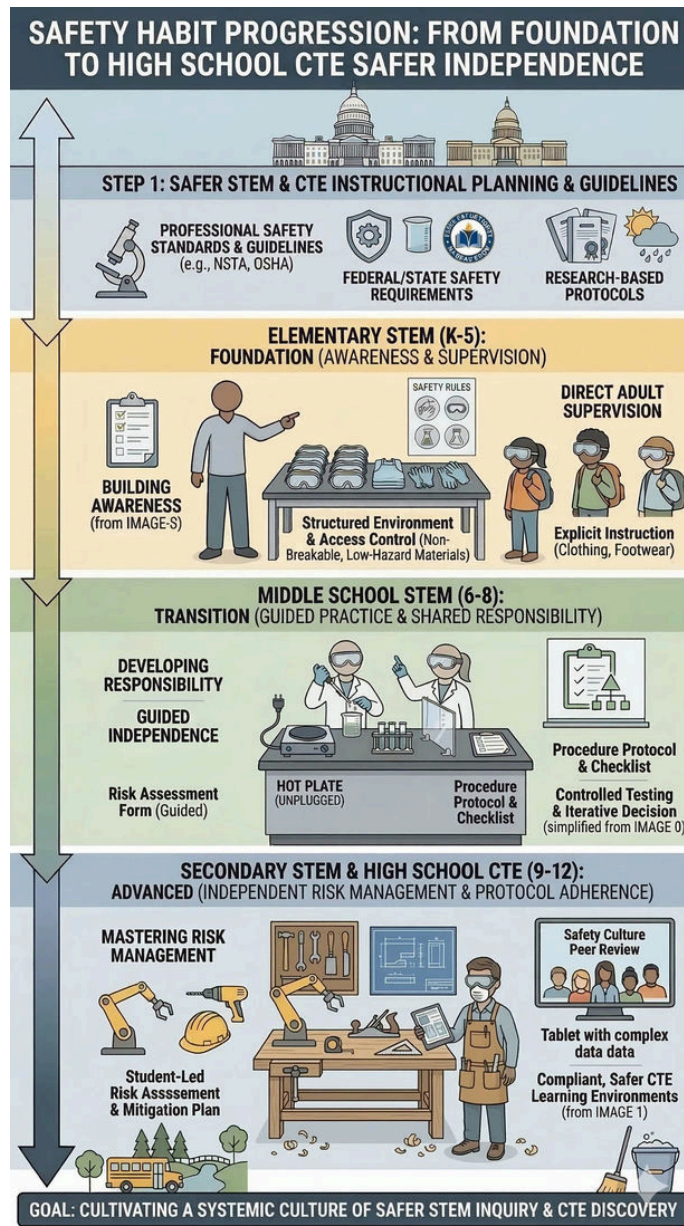 SAFETY HABIT PROGRESSION: FROM FOUNDATION
TO HIGH SCHOOL CTE SAFER INDEPENDENCE
STEP 1: SAFER STEM & CTE INSTRUCTIONAL PLANNING & GUIDELINES
PROFESSIONAL SAFETY
STANDARDS & GUIDELINES
(e.g., NSTA, OSHA)
FEDERAL/STATE SAFETY
REQUIREMENTS
RESEARCH-BASED
PROTOCOLS
ELEMENTARY STEM (K-5):
FOUNDATION (AWARENESS & SUPERVISION)
BUILDING
AWARENESS
(from IMAGE-S)
SAFETY RULES
Structured Environment
& Access Control (Non-
Breakable, Low-Hazard Materials)
DIRECT ADULT
SUPERVISION
Explicit Instruction
(Clothing, Footwear)
MIDDLE SCHOOL STEM (6-8):
TRANSITION (GUIDED PRACTICE & SHARED RESPONSIBILITY)
DEVELOPING
RESPONSIBILITY
GUIDED
INDEPENDENCE
Risk Assessment
Form (Guided)
HOT PLATE
(UNPLUGGED)
Procedure
Protocol &
Checklist
Procedure Protocol
& Checklist
Controlled Testing
& Iterative Decision
(simplified from IMAGE 0)
SECONDARY STEM & HIGH SCHOOL CTE (9-12):
ADVANCED (INDEPENDENT RISK MANAGEMENT & PROTOCOL ADHERENCE)
MASTERING RISK
MANAGEMENT
Student-Led
Risk Assssement
& Mitigation Plan
Safety Culture
Peer Review
Tablet with complex
data data
Compliant, Safer CTE
Learning Environments
(from IMAGE 1)
GOAL: CULTIVATING A SYSTEMIC CULTURE OF SAFER STEM INQUIRY & CTE DISCOVERY